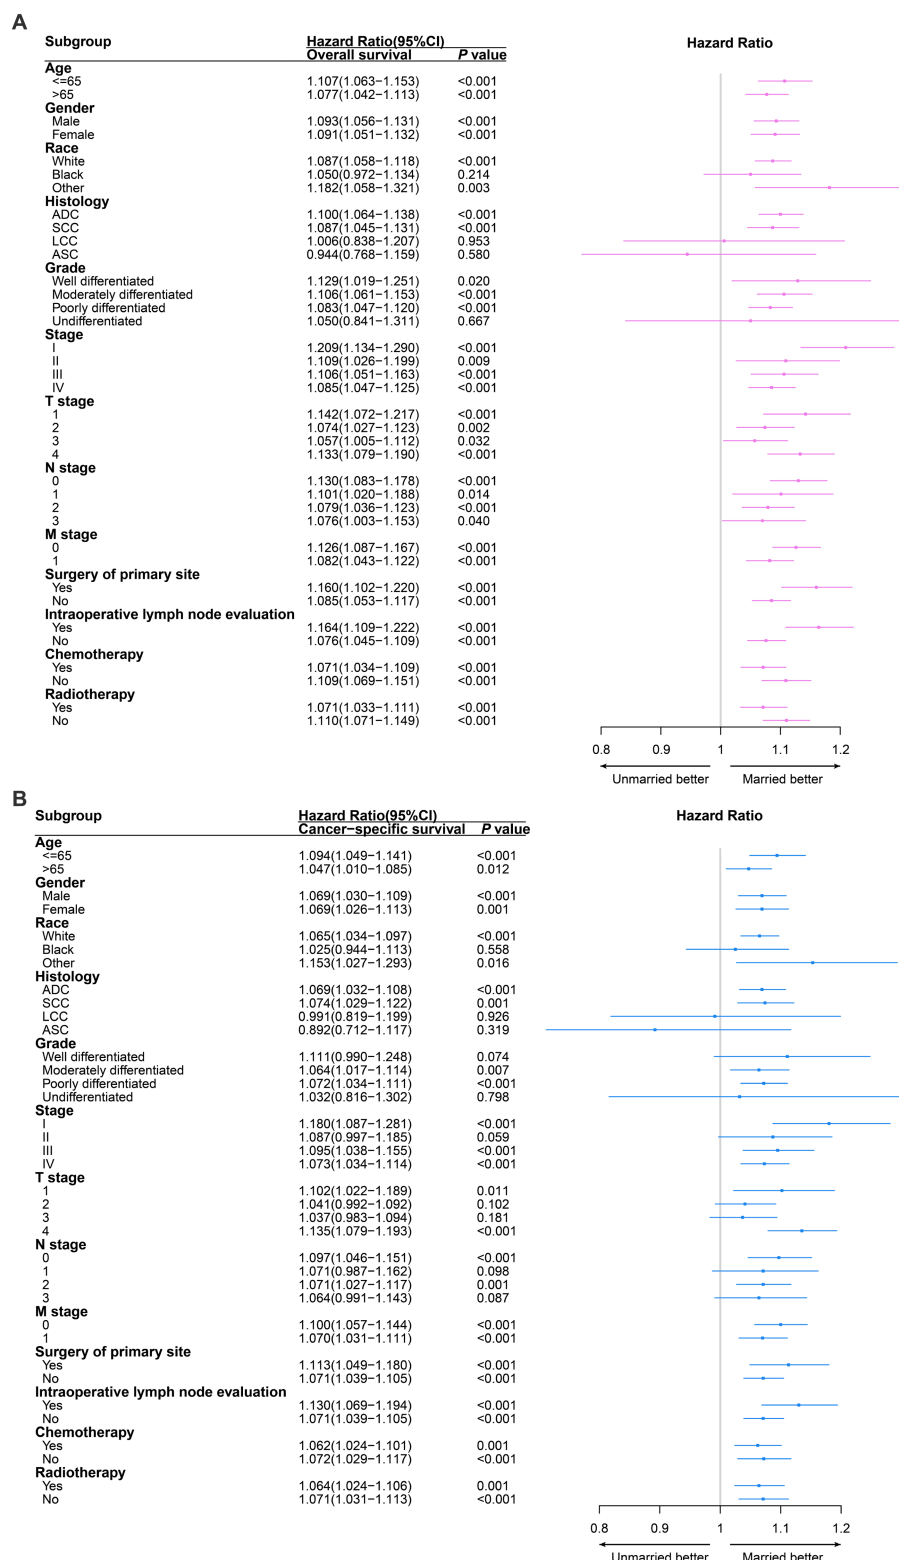 A
Subgroup Hazard Ratio(95%CI) Hazard Ratio
Overall survival P value
Age
<=65 1.107(1.063−1.153) <0.001
>65 1.077(1.042−1.113) <0.001
Gender
Male 1.093(1.056−1.131) <0.001
Female 1.091(1.051−1.132) <0.001
Race
White 1.087(1.058−1.118) <0.001
Black 1.050(0.972−1.134) 0.214
Other 1.182(1.058−1.321) 0.003
Histology
ADC 1.100(1.064−1.138) <0.001
SCC 1.087(1.045−1.131) <0.001
LCC 1.006(0.838−1.207) 0.953
ASC 0.944(0.768−1.159) 0.580
Grade
Well differentiated 1.129(1.019−1.251) 0.020
Moderately differentiated 1.106(1.061−1.153) <0.001
Poorly differentiated 1.083(1.047−1.120) <0.001
Undifferentiated 1.050(0.841−1.311) 0.667
Stage
I 1.209(1.134−1.290) <0.001
II 1.109(1.026−1.199) 0.009
III 1.106(1.051−1.163) <0.001
IV 1.085(1.047−1.125) <0.001
T stage
1 1.142(1.072−1.217) <0.001
2 1.074(1.027−1.123) 0.002
3 1.057(1.005−1.112) 0.032
4 1.133(1.079−1.190) <0.001
N stage
0 1.130(1.083−1.178) <0.001
1 1.101(1.020−1.188) 0.014
2 1.079(1.036−1.123) <0.001
3 1.076(1.003−1.153) 0.040
M stage
0 1.126(1.087−1.167) <0.001
1 1.082(1.043−1.122) <0.001
Surgery of primary site
Yes 1.160(1.102−1.220) <0.001
No 1.085(1.053−1.117) <0.001
Intraoperative lymph node evaluation
Yes 1.164(1.109−1.222) <0.001
No 1.076(1.045−1.109) <0.001
Chemotherapy
Yes 1.071(1.034−1.109) <0.001
No 1.109(1.069−1.151) <0.001
Radiotherapy
Yes 1.071(1.033−1.111) <0.001
No 1.110(1.071−1.149) <0.001
0.8 0.9 1 1.1 1.2
Unmarried better Married better
B
Subgroup Hazard Ratio(95%CI) Hazard Ratio
Cancer−specific survival P value
Age
<=65 1.094(1.049−1.141) <0.001
>65 1.047(1.010−1.085) 0.012
Gender
Male 1.069(1.030−1.109) <0.001
Female 1.069(1.026−1.113) 0.001
Race
White 1.065(1.034−1.097) <0.001
Black 1.025(0.944−1.113) 0.558
Other 1.153(1.027−1.293) 0.016
Histology
ADC 1.069(1.032−1.108) <0.001
SCC 1.074(1.029−1.122) 0.001
LCC 0.991(0.819−1.199) 0.926
ASC 0.892(0.712−1.117) 0.319
Grade
Well differentiated 1.111(0.990−1.248) 0.074
Moderately differentiated 1.064(1.017−1.114) 0.007
Poorly differentiated 1.072(1.034−1.111) <0.001
Undifferentiated 1.032(0.816−1.302) 0.798
Stage
I 1.180(1.087−1.281) <0.001
II 1.087(0.997−1.185) 0.059
III 1.095(1.038−1.155) <0.001
IV 1.073(1.034−1.114) <0.001
T stage
1 1.102(1.022−1.189) 0.011
2 1.041(0.992−1.092) 0.102
3 1.037(0.983−1.094) 0.181
4 1.135(1.079−1.193) <0.001
N stage
0 1.097(1.046−1.151) <0.001
1 1.071(0.987−1.162) 0.098
2 1.071(1.027−1.117) 0.001
3 1.064(0.991−1.143) 0.087
M stage
0 1.100(1.057−1.144) <0.001
1 1.070(1.031−1.111) <0.001
Surgery of primary site
Yes 1.113(1.049−1.180) <0.001
No 1.071(1.039−1.105) <0.001
Intraoperative lymph node evaluation
Yes 1.130(1.069−1.194) <0.001
No 1.071(1.039−1.105) <0.001
Chemotherapy
Yes 1.062(1.024−1.101) 0.001
No 1.072(1.029−1.117) <0.001
Radiotherapy
Yes 1.064(1.024−1.106) 0.001
No 1.071(1.031−1.113) <0.001
0.8 0.9 1 1.1 1.2
Unmarried better Married better